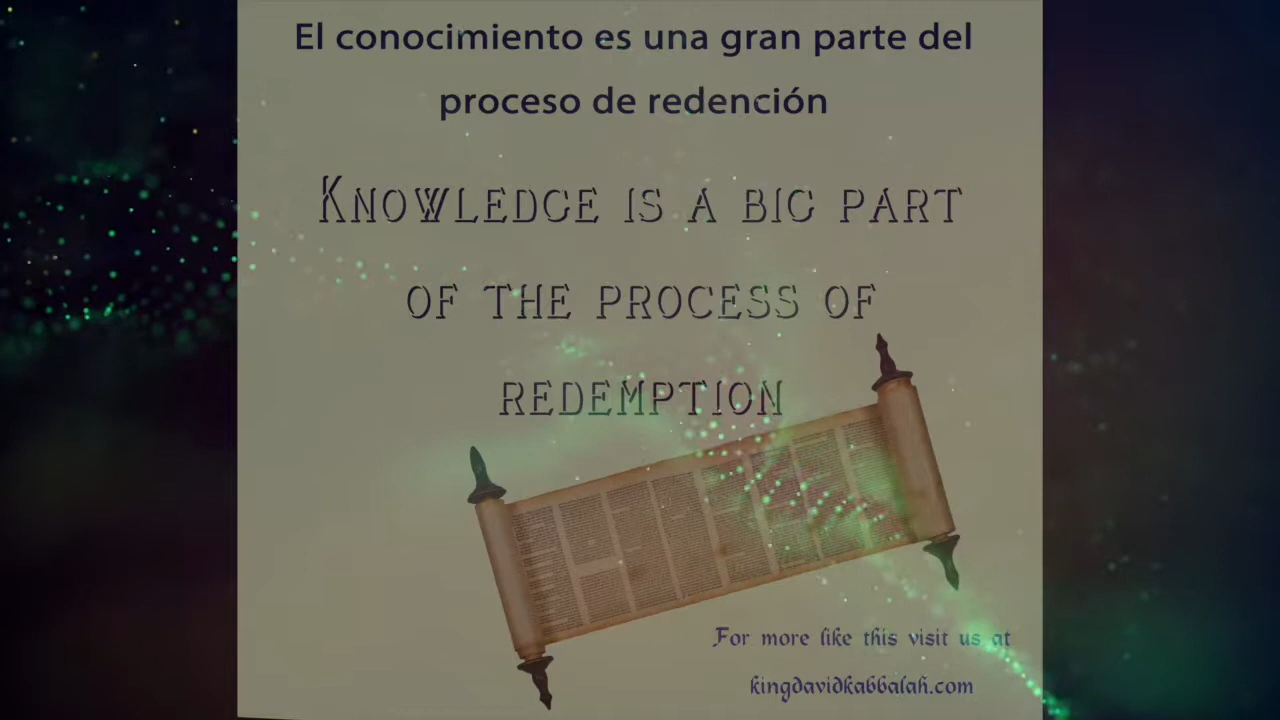 El conocimiento es una gran parte del
proceso de redención
Knowledge is a big part
of the process of
redemption
For more like this visit us at
kingdavidkabbalah.com